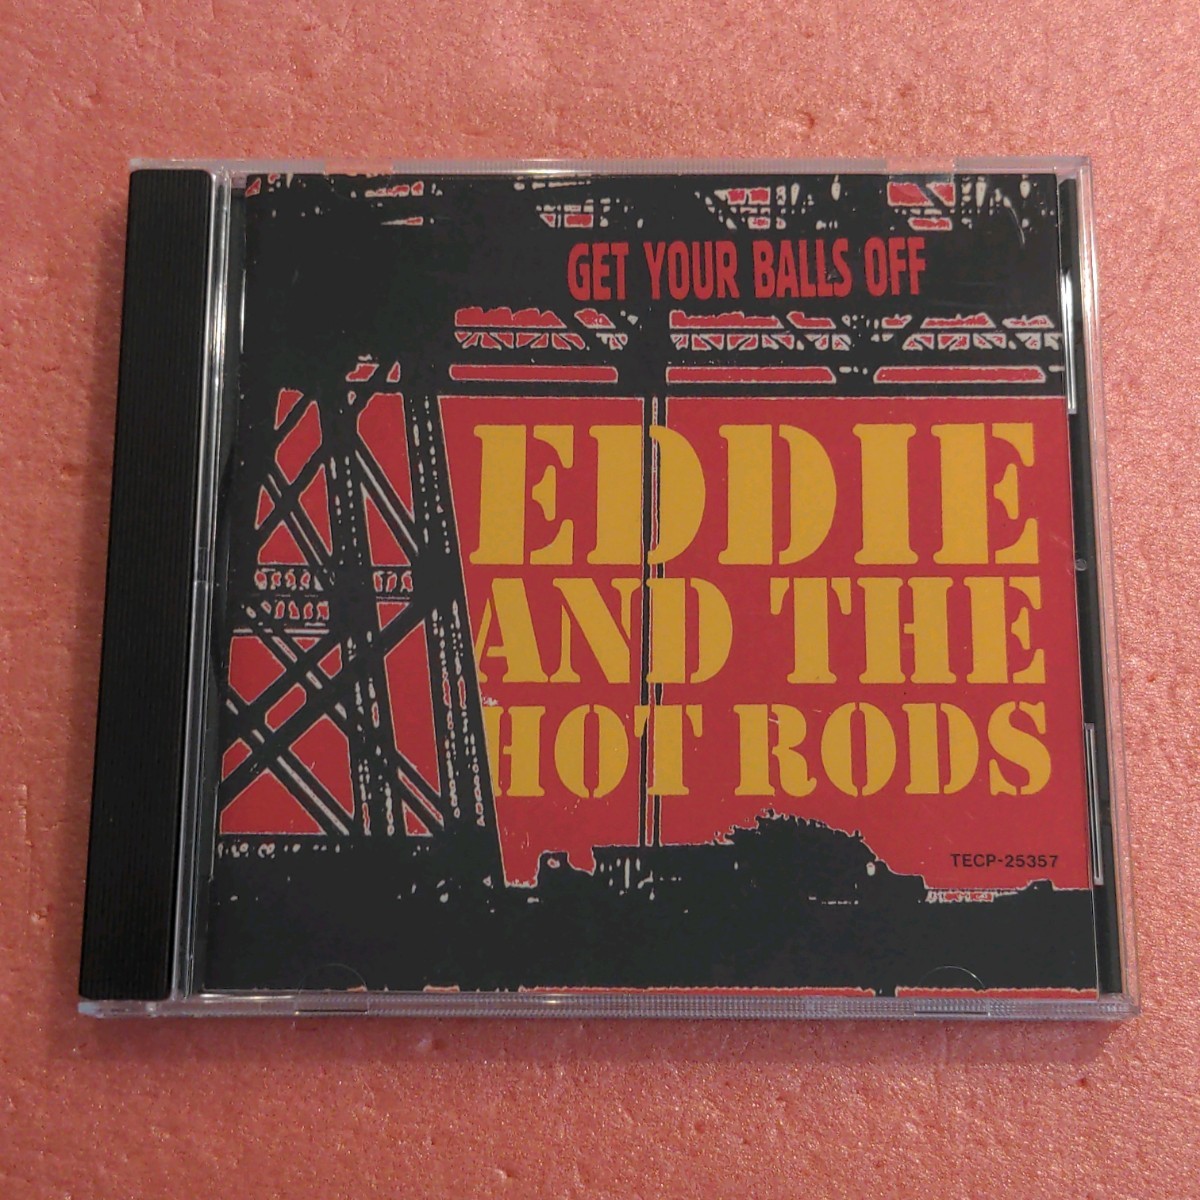 GET YOUR BALLS OFF
EDDIE
AND THE
HOT RODS
TECP-25357